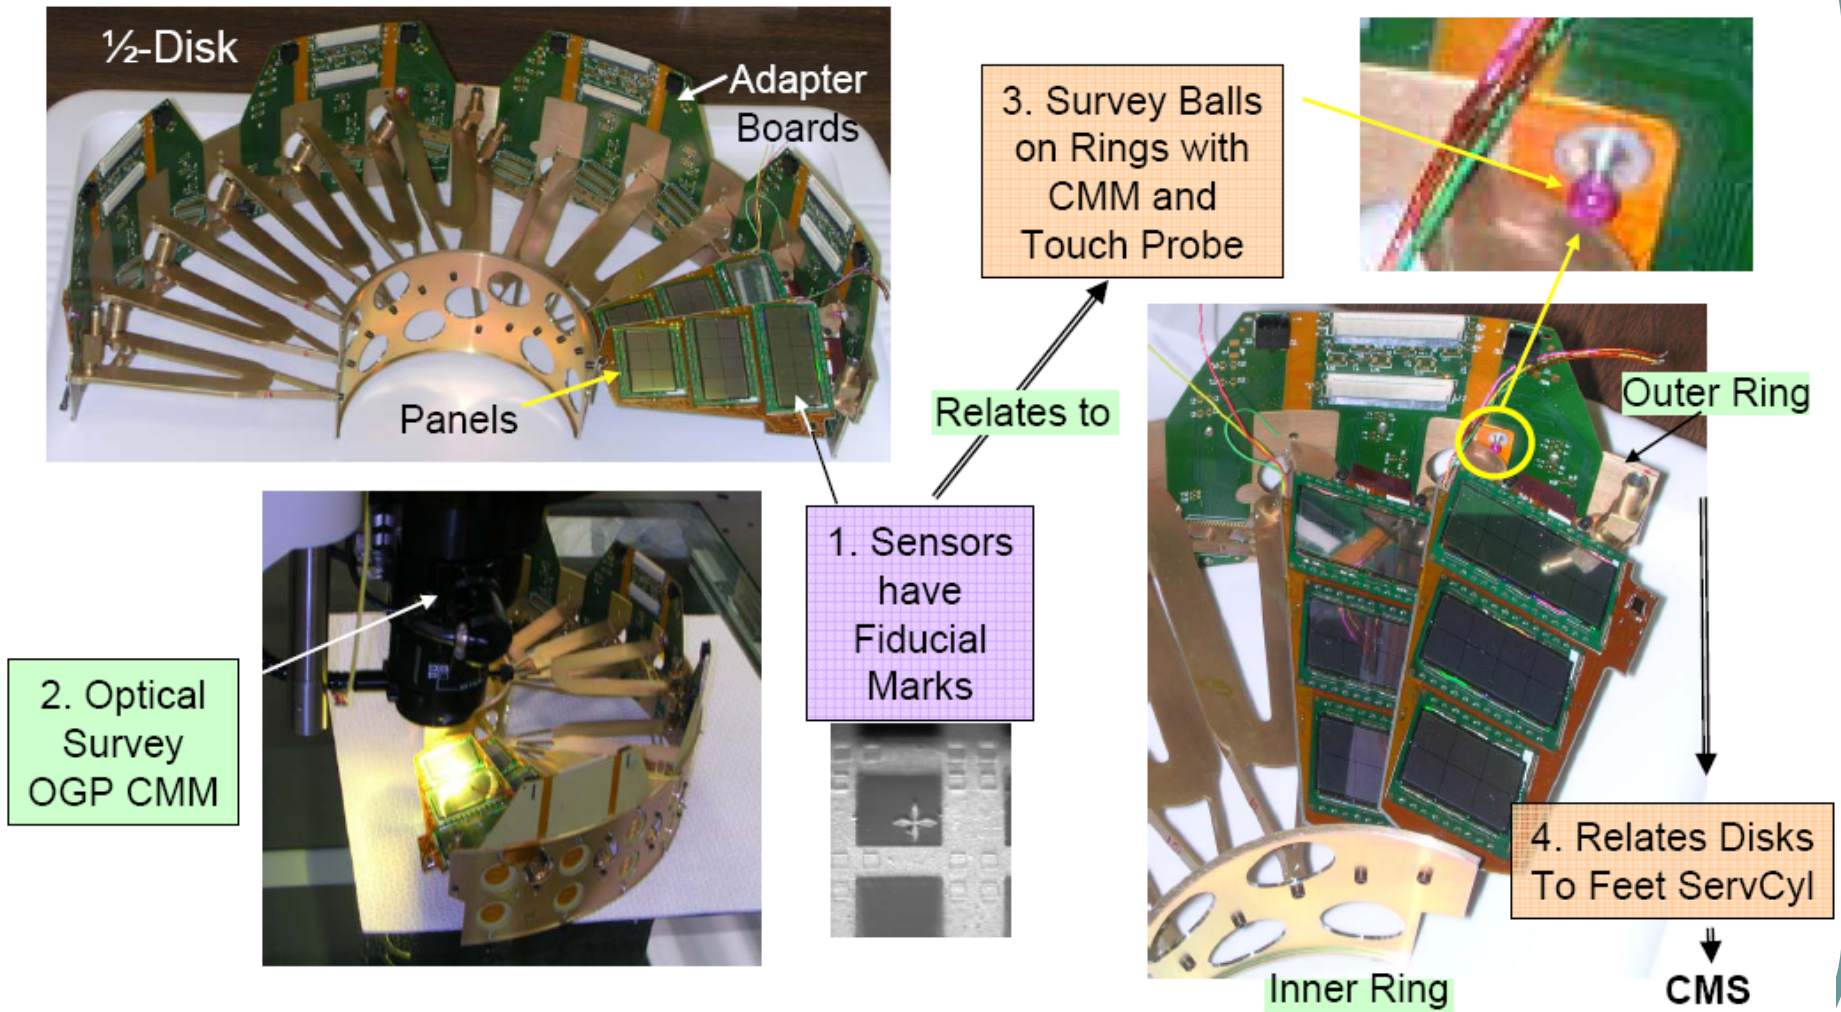 ½-Disk
Adapter
Boards
Panels
3. Survey Balls
on Rings with
CMM and
Touch Probe
Relates to
Outer Ring
1. Sensors
have
Fiducial
Marks
2. Optical
Survey
OGP CMM
4. Relates Disks
To Feet ServCyl
Inner Ring
CMS